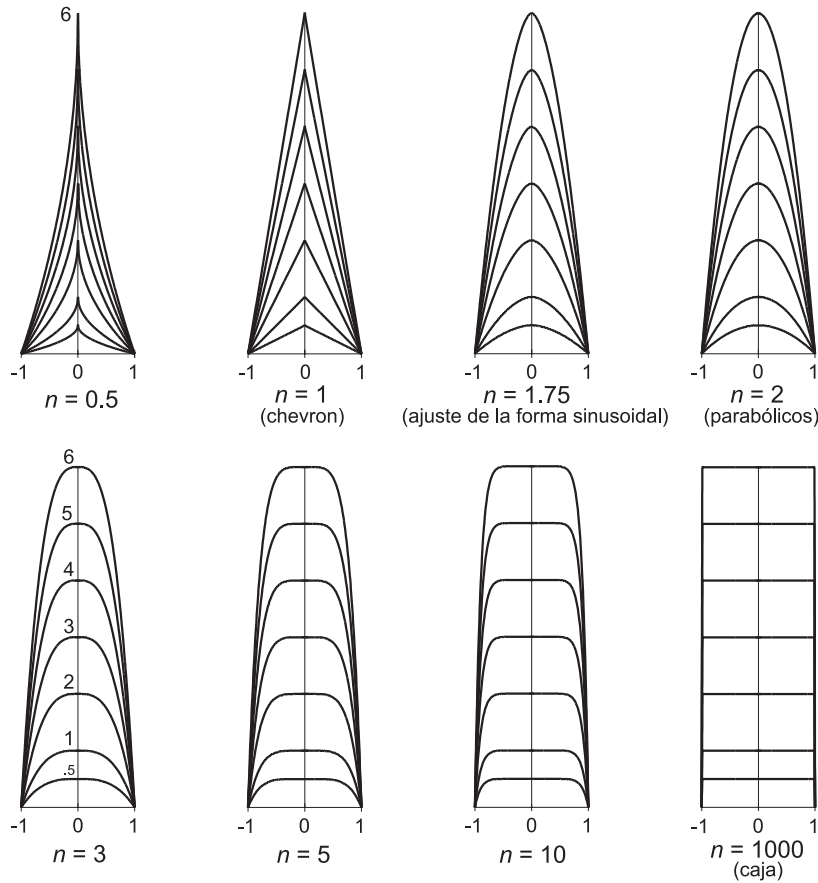 6
-1 0 1 -1 0 1 -1 0 1 -1 0 1
n = 0.5 n = 1 n = 1.75 n = 2
(chevron) (ajuste de la forma sinusoidal) (parabólicos)
6
5
4
3
2
1
.5
-1 0 1 -1 0 1 -1 0 1 -1 0 1
n = 3 n = 5 n = 10 n = 1000
(caja)